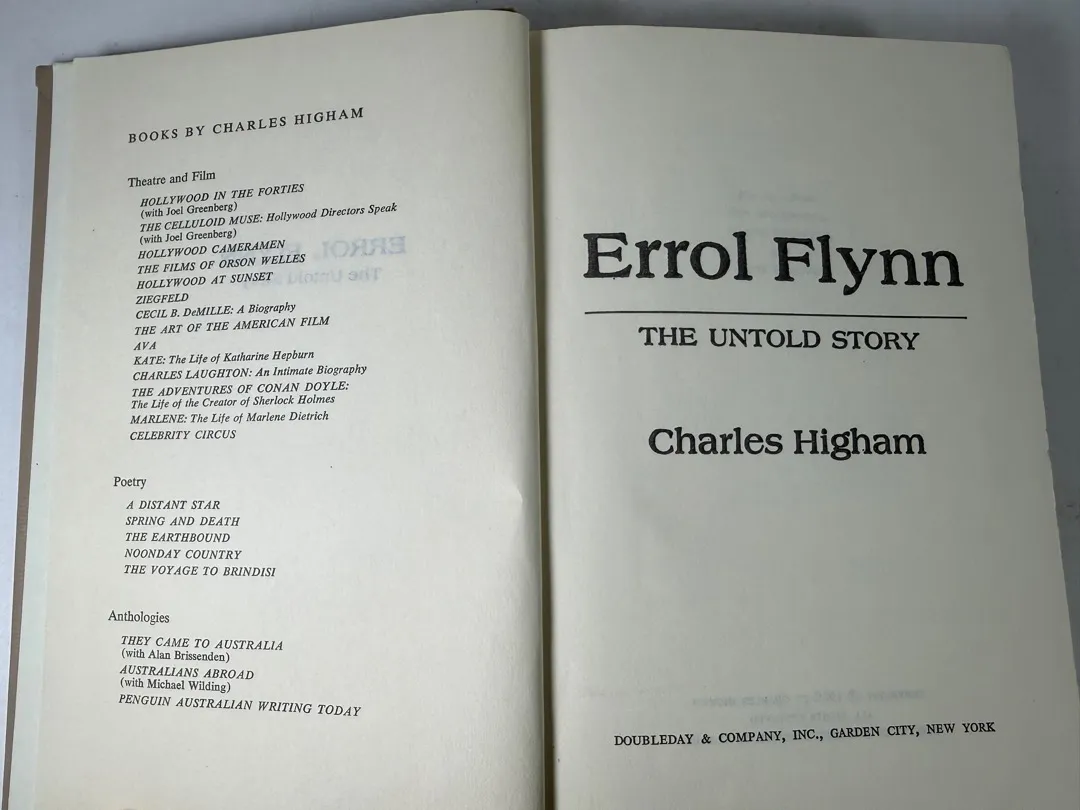 BOOKS BY CHARLES HIGHAM
Theatre and Film
HOLLYWOOD IN THE FORTIES
(with Joel Greenberg)
THE CELLULOID MUSE: Hollywood Directors Speak
(with Joel Greenberg)
HOLLYWOOD CAMERAMEN
THE FILMS OF ORSON WELLES
HOLLYWOOD AT SUNSET
ZIEGFELD
CECIL B. DeMILLE: A Biography
THE ART OF THE AMERICAN FILM
AVA
KATE: The Life of Katharine Hepburn
CHARLES LAUGHTON: An Intimate Biography
THE ADVENTURES OF CONAN DOYLE:
The Life of the Creator of Sherlock Holmes
MARLENE: The Life of Marlene Dietrich
CELEBRITY CIRCUS
Poetry
A DISTANT STAR
SPRING AND DEATH
THE EARTHBOUND
NOONDAY COUNTRY
THE VOYAGE TO BRINDISI
Anthologies
THEY CAME TO AUSTRALIA
(with Alan Brissenden)
AUSTRALIANS ABROAD
(with Michael Wilding)
PENGUIN AUSTRALIAN WRITING TODAY
Errol Flynn
THE UNTOLD STORY
Charles Higham
DOUBLEDAY & COMPANY, INC., GARDEN CITY, NEW YORK